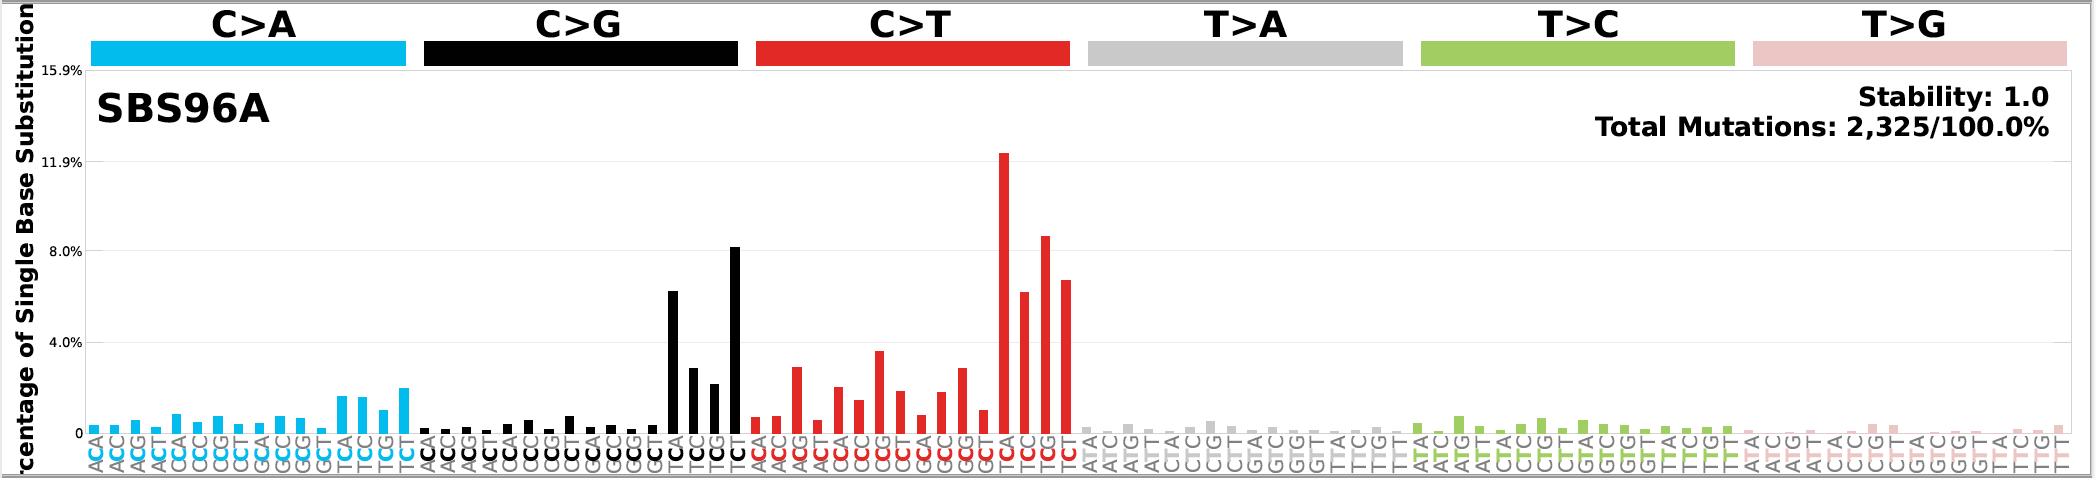 C>A C>G C>T T>A T>C T>G
rcentage of Single Base Substitution
15.9%
11.9%
8.0%
4.0%
0
SBS96A
Stability: 1.0
Total Mutations: 2,325/100.0%
ACA ACC ACG ACT CCA CCC CCG CCT GCA GCC GCG GCT TCA TCC TCG TCT ACA ACC ACG ACT CCA CCC CCG CCT GCA GCC GCG GCT TCA TCC TCG TCT ACA ACC ACG ACT CCA CCC CCG CCT GCA GCC GCG GCT TCA TCC TCG TCT ATA ATC ATG ATT CTA CTC CTG CTT GTA GTC GTG GTT TTA TTC TTG TTT ATA ATC ATG ATT CTA CTC CTG CTT GTA GTC GTG GTT TTA TTC TTG TTT ATA ATC ATG ATT CTA CTC CTG CTT GTA GTC GTG GTT TTA TTC TTG TTT